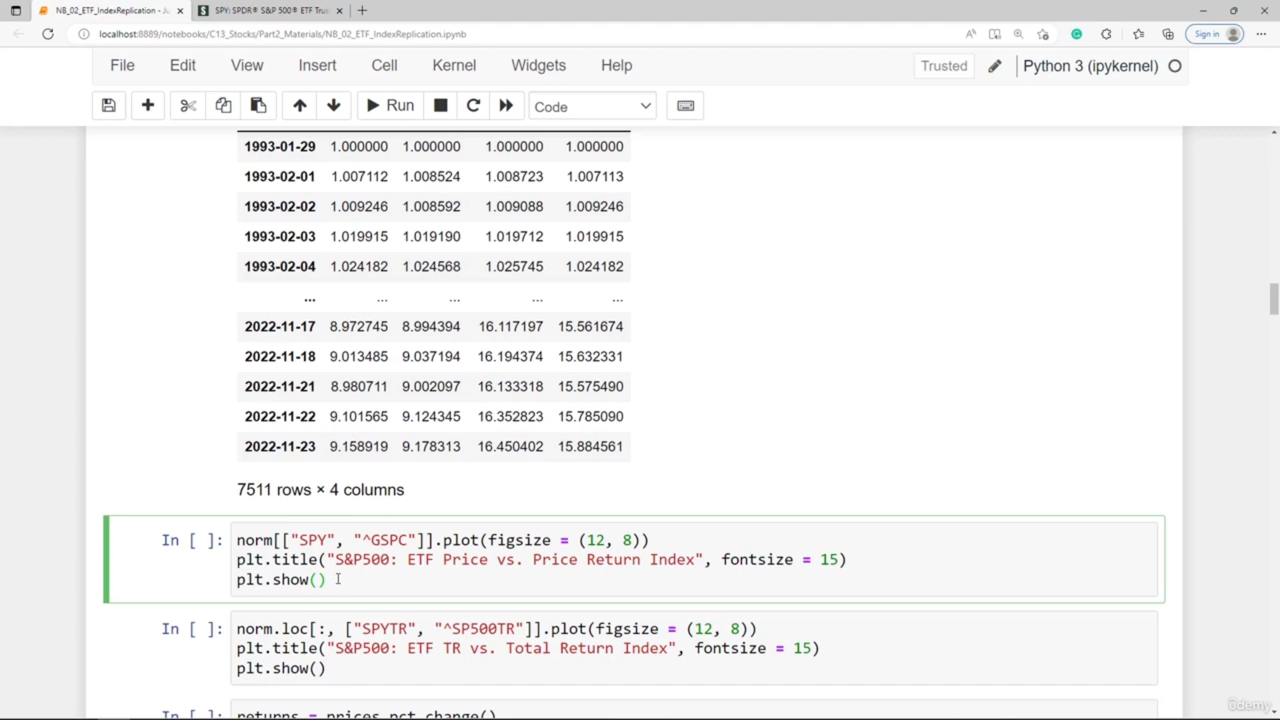 NB_02_ETF_IndexReplication - Ju
SPY: SPDR® S&P 500® ETF Trus
localhost:8889/notebooks/C13_Stocks/Part2_Materials/NB_02_ETF_IndexReplication.ipynb
Sign in
File Edit View Insert Cell Kernel Widgets Help Trusted Python 3 (ipykernel)
Run Code
1993-01-29 1.000000 1.000000 1.000000 1.000000
1993-02-01 1.007112 1.008524 1.008723 1.007113
1993-02-02 1.009246 1.008592 1.009088 1.009246
1993-02-03 1.019915 1.019190 1.019712 1.019915
1993-02-04 1.024182 1.024568 1.025745 1.024182
... ... ... ... ...
2022-11-17 8.972745 8.994394 16.117197 15.561674
2022-11-18 9.013485 9.037194 16.194374 15.632331
2022-11-21 8.980711 9.002097 16.133318 15.575490
2022-11-22 9.101565 9.124345 16.352823 15.785090
2022-11-23 9.158919 9.178313 16.450402 15.884561
7511 rows × 4 columns
In [ ]: norm[["SPY", "^GSPC"]].plot(figsize = (12, 8))
plt.title("S&P500: ETF Price vs. Price Return Index", fontsize = 15)
plt.show()
In [ ]: norm.loc[:, ["SPYTR", "^SP500TR"]].plot(figsize = (12, 8))
plt.title("S&P500: ETF TR vs. Total Return Index", fontsize = 15)
plt.show()
In [ ]: returns = prices.pct_change()
ûdemy